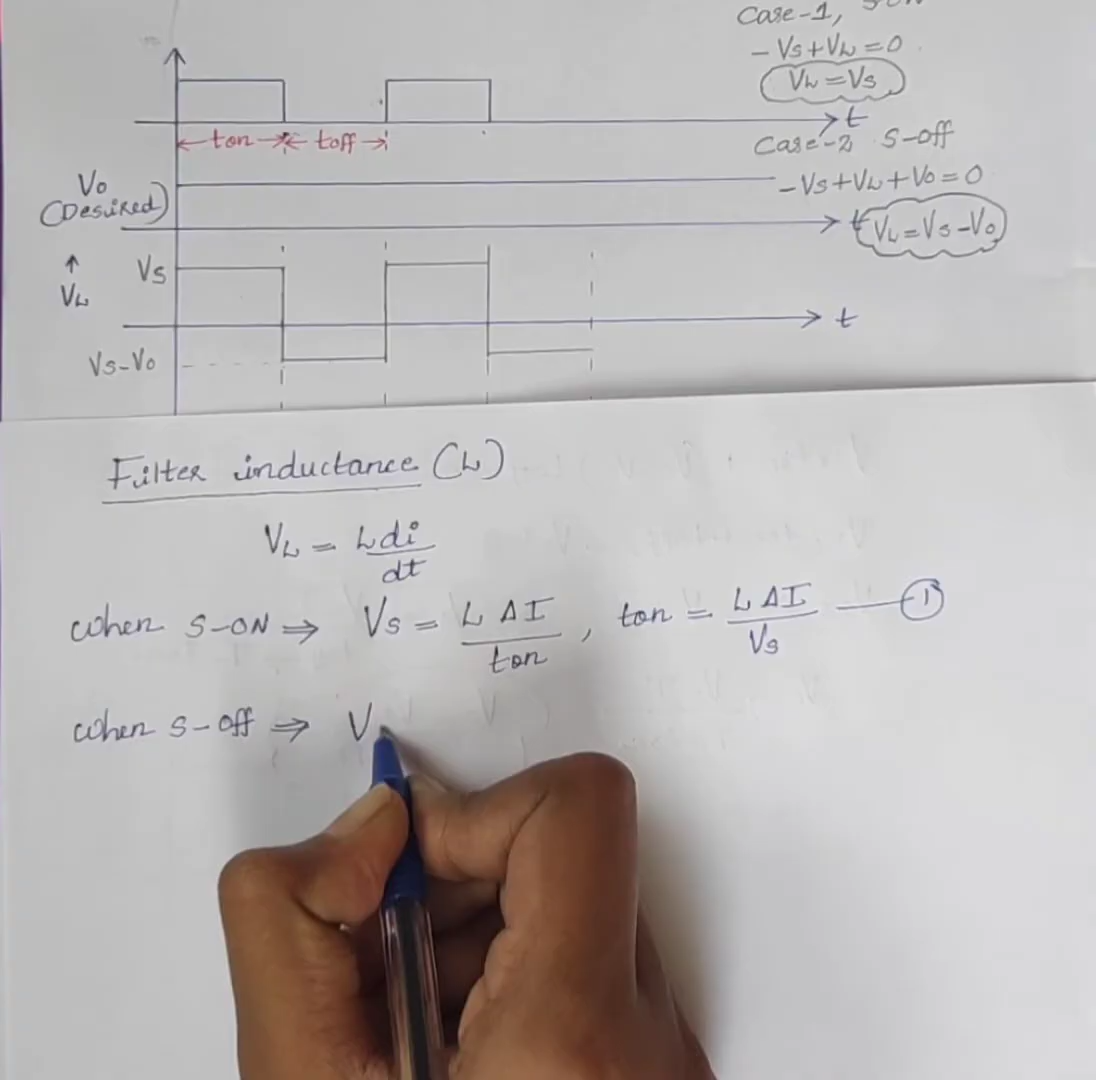 Case-1,
-Vs+VL=0
VL=Vs
t
ton toff
Case-2 S-off
Vo
(Desired)
-Vs+VL+Vo=0
t
VL=Vs-Vo
Vs
VL
t
Vs-Vo
Filter inductance (L)
VL = L di/dt
when S-ON ⇒ Vs = L ΔI/ton, ton = L ΔI/Vs — 1
when S-off ⇒ V